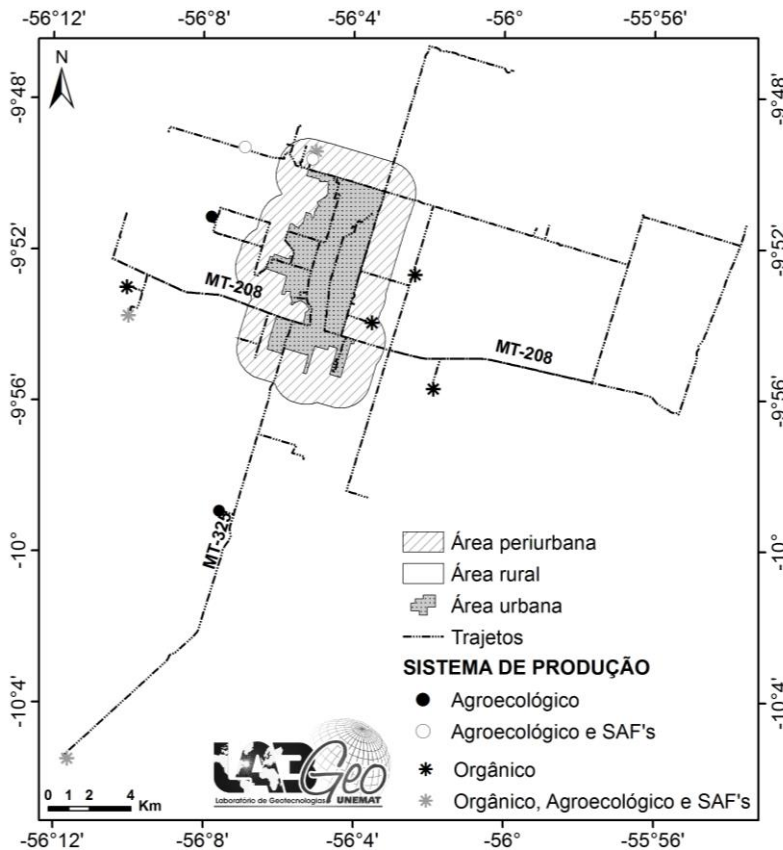 -56°12' -56°8' -56°4' -56° -55°56'
N
-9°48' -9°48'
-9°52' -9°52'
MT-208
MT-208
-9°56' -9°56'
MT-325
-10° -10°
-10°4' -10°4'
Área periurbana
Área rural
Área urbana
Trajetos
SISTEMA DE PRODUÇÃO
Agroecológico
Agroecológico e SAF's
Orgânico
Orgânico, Agroecológico e SAF's
LABGeo
Laboratório de Geotecnologias UNEMAT
0 1 2 4
Km
-56°12' -56°8' -56°4' -56° -55°56'